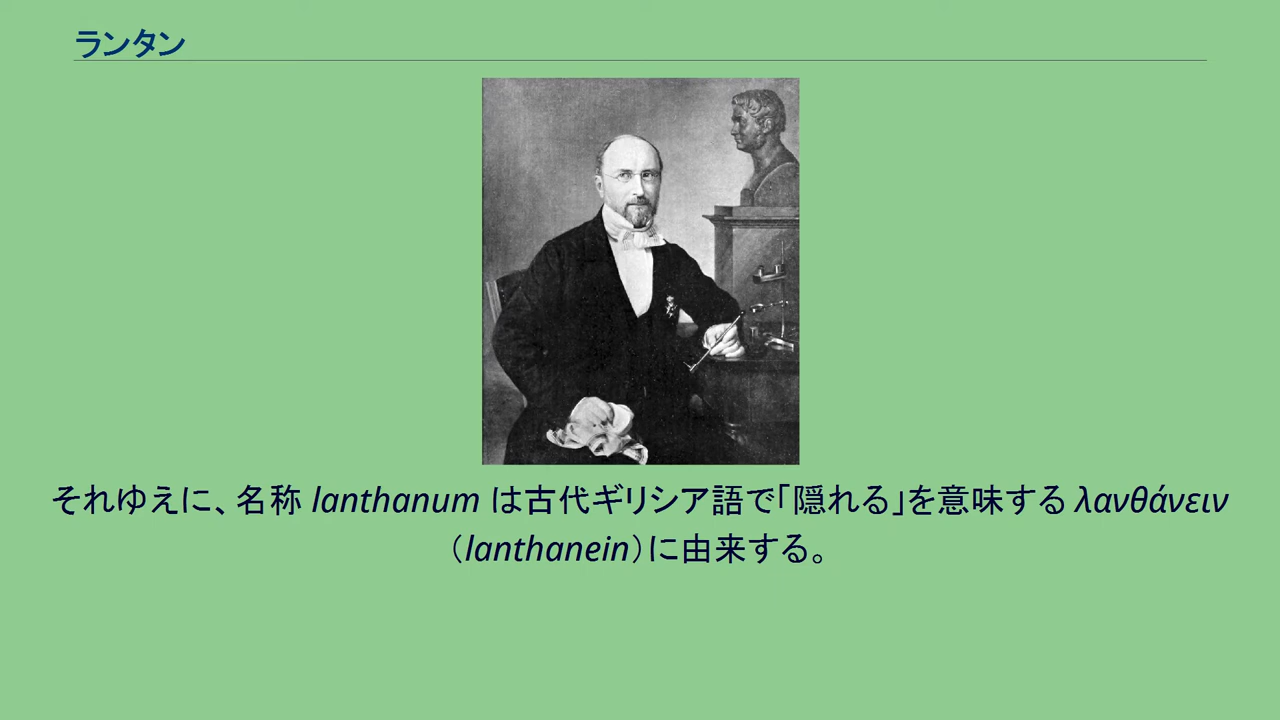 ランタン
それゆえに、名称 lanthanum は古代ギリシア語で「隠れる」を意味する λανθάνειν
（lanthanein）に由来する。